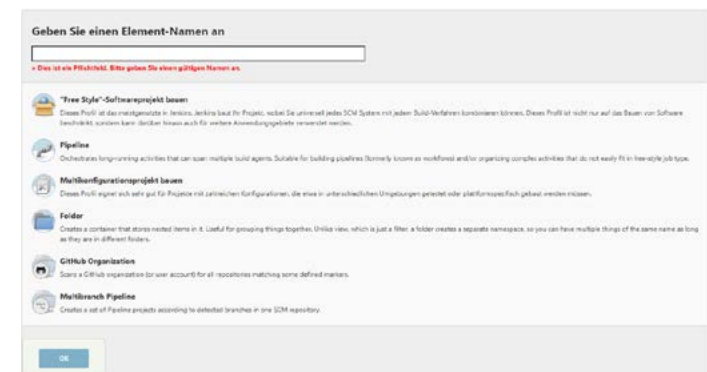 Geben Sie einen Element-Namen an
» Dies ist ein Pflichtfeld. Bitte geben Sie einen gültigen Namen an.
"Free Style"-Softwareprojekt bauen
Dieses Profil ist das meistgenutzte in Jenkins. Jenkins baut Ihr Projekt, wobei Sie universell jedes SCM System mit jedem Build-Verfahren kombinieren können. Dieses Profil ist nicht nur auf das Bauen von Software
beschränkt, sondern kann darüber hinaus auch für weitere Anwendungsgebiete verwendet werden.
Pipeline
Orchestrates long-running activities that can span multiple build agents. Suitable for building pipelines (formerly known as workflows) and/or organizing complex activities that do not easily fit in free-style job type.
Multikonfigurationsprojekt bauen
Dieses Profil eignet sich sehr gut für Projekte mit zahlreichen Konfigurationen, die etwa in unterschiedlichen Umgebungen getestet oder plattformspezifisch gebaut werden müssen.
Folder
Creates a container that stores nested items in it. Useful for grouping things together. Unlike view, which is just a filter, a folder creates a separate namespace, so you can have multiple things of the same name as long
as they are in different folders.
GitHub Organization
Scans a GitHub organization (or user account) for all repositories matching some defined markers.
Multibranch Pipeline
Creates a set of Pipeline projects according to detected branches in one SCM repository.
OK